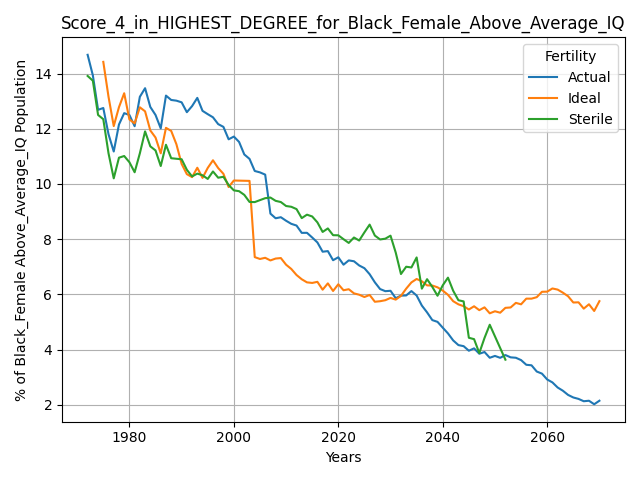 Score_4_in_HIGHEST_DEGREE_for_Black_Female_Above_Average_IQ
% of Black_Female Above_Average_IQ Population
14
12
10
8
6
4
2
Fertility
Actual
Ideal
Sterile
1980
2000
2020
2040
2060
Years